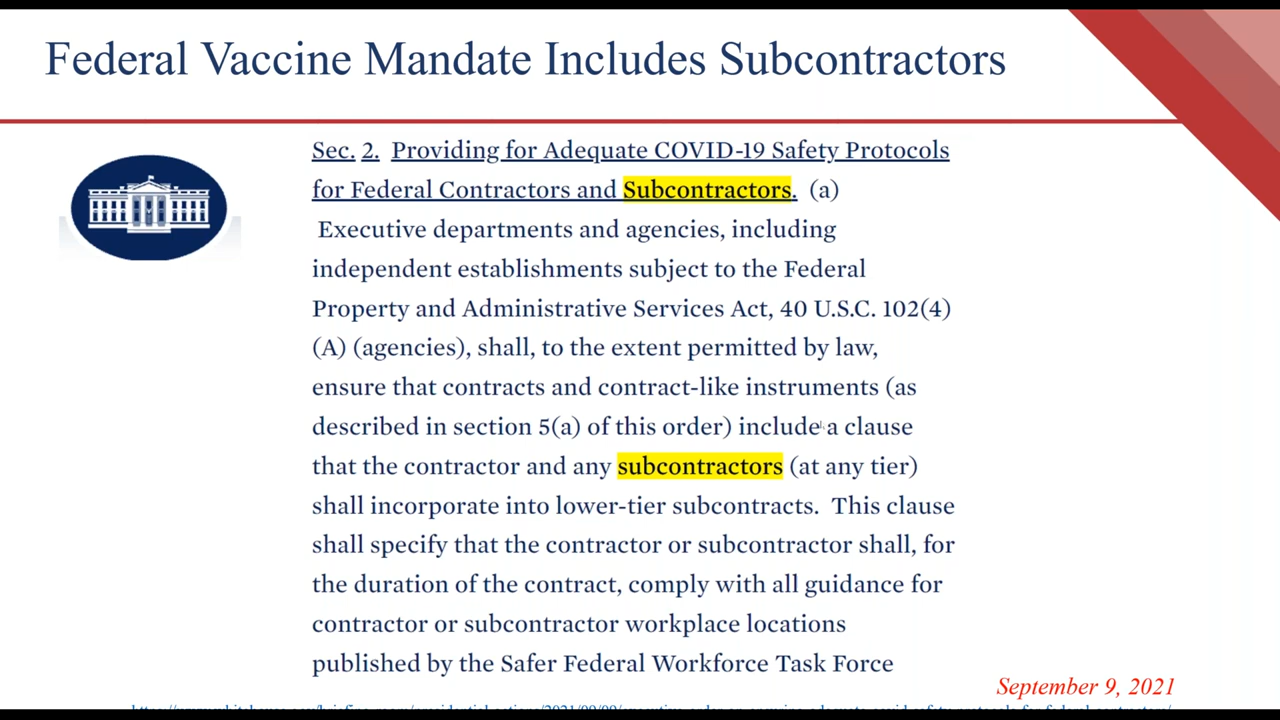 Federal Vaccine Mandate Includes Subcontractors
Sec. 2. Providing for Adequate COVID-19 Safety Protocols
for Federal Contractors and Subcontractors. (a)
Executive departments and agencies, including
independent establishments subject to the Federal
Property and Administrative Services Act, 40 U.S.C. 102(4)
(A) (agencies), shall, to the extent permitted by law,
ensure that contracts and contract-like instruments (as
described in section 5(a) of this order) include a clause
that the contractor and any subcontractors (at any tier)
shall incorporate into lower-tier subcontracts. This clause
shall specify that the contractor or subcontractor shall, for
the duration of the contract, comply with all guidance for
contractor or subcontractor workplace locations
published by the Safer Federal Workforce Task Force
September 9, 2021